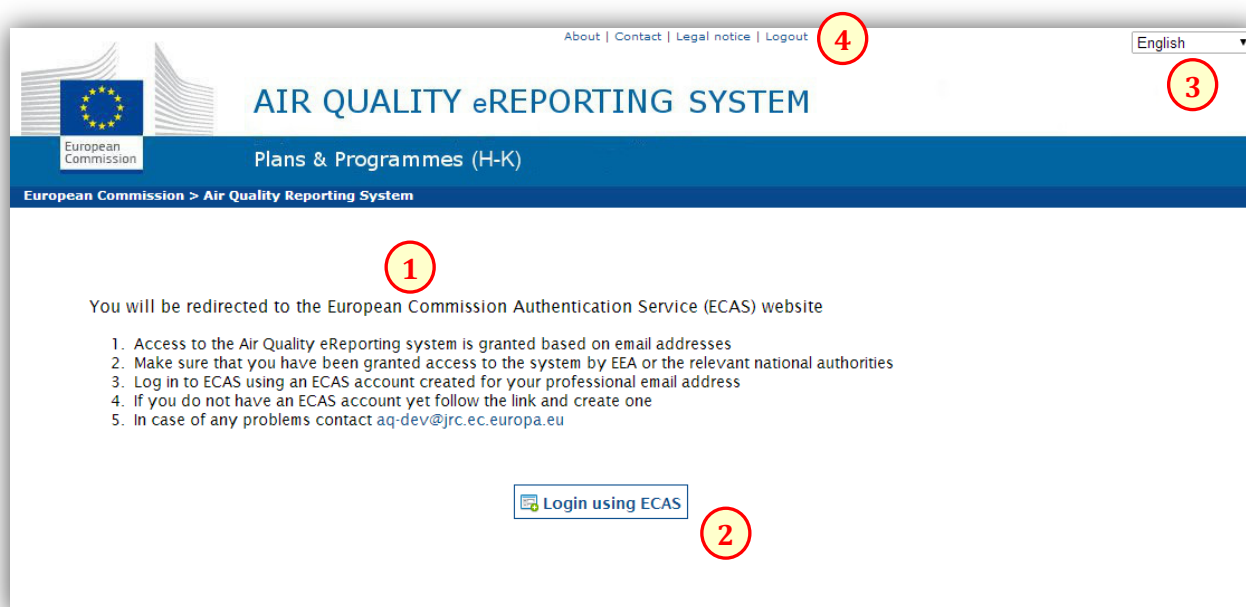 About | Contact | Legal notice | Logout
4
English
3
AIR QUALITY eREPORTING SYSTEM
European
Commission
Plans & Programmes (H-K)
European Commission > Air Quality Reporting System
1
You will be redirected to the European Commission Authentication Service (ECAS) website
1. Access to the Air Quality eReporting system is granted based on email addresses
2. Make sure that you have been granted access to the system by EEA or the relevant national authorities
3. Log in to ECAS using an ECAS account created for your professional email address
4. If you do not have an ECAS account yet follow the link and create one
5. In case of any problems contact aq-dev@jrc.ec.europa.eu
Login using ECAS
2